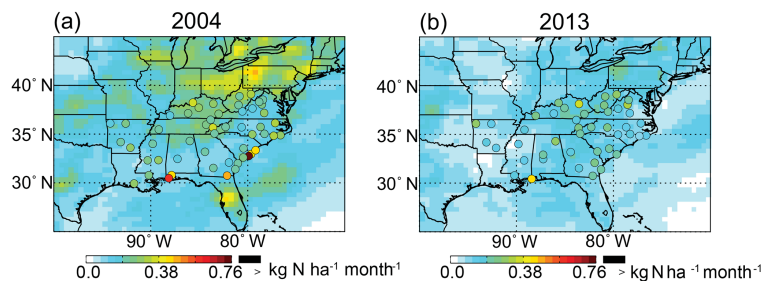 (a) 2004 (b) 2013
40° N 40° N
35° N 35° N
30° N 30° N
90° W 80° W 90° W 80° W
0.0 0.38 0.76 > kg N ha⁻¹ month⁻¹ 0.0 0.38 0.76 > kg N ha⁻¹ month⁻¹